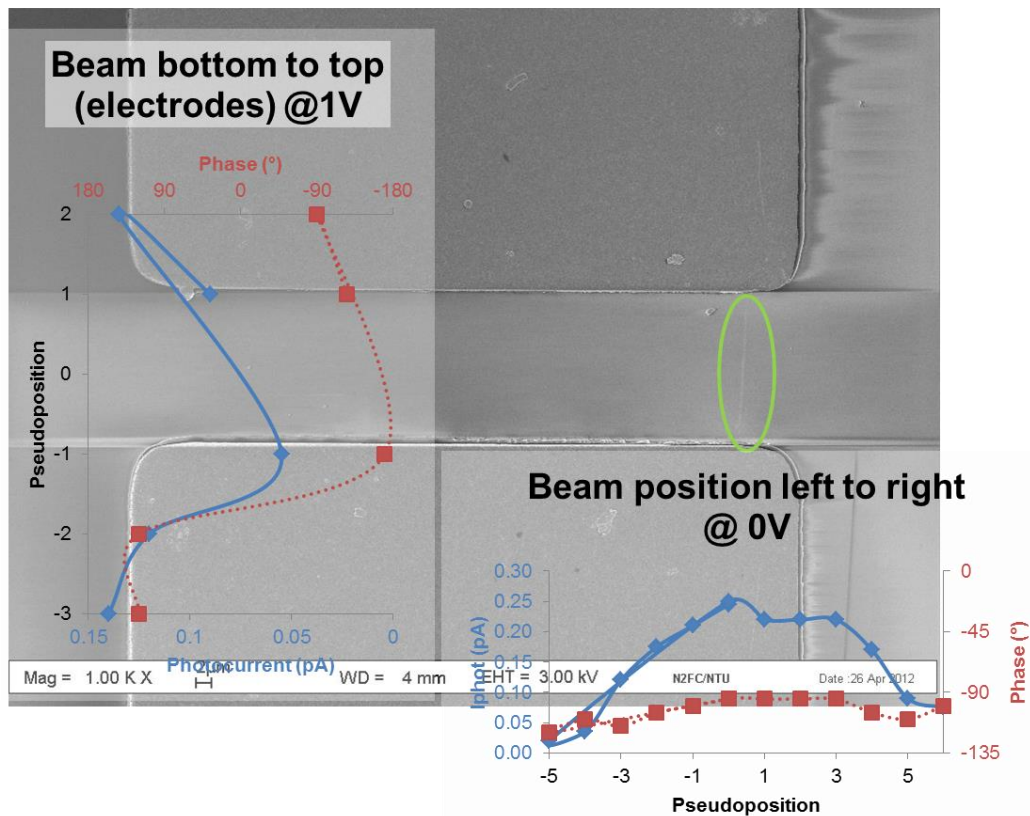 Beam bottom to top
(electrodes) @1V
Phase (°)
180 90 0 -90 -180
2
1
0
-1
-2
-3
Pseudoposition
0.15 0.1 0.05 0
Photocurrent (pA)
Beam position left to right
@ 0V
0.30
0.25
0.20
0.15
0.10
0.05
0.00
Iphot (pA)
0
-45
-90
-135
Phase (°)
-5 -3 -1 1 3 5
Pseudoposition
Mag = 1.00 K X 2µm WD = 4 mm EHT = 3.00 kV N2FC/NTU Date :26 Apr 2012